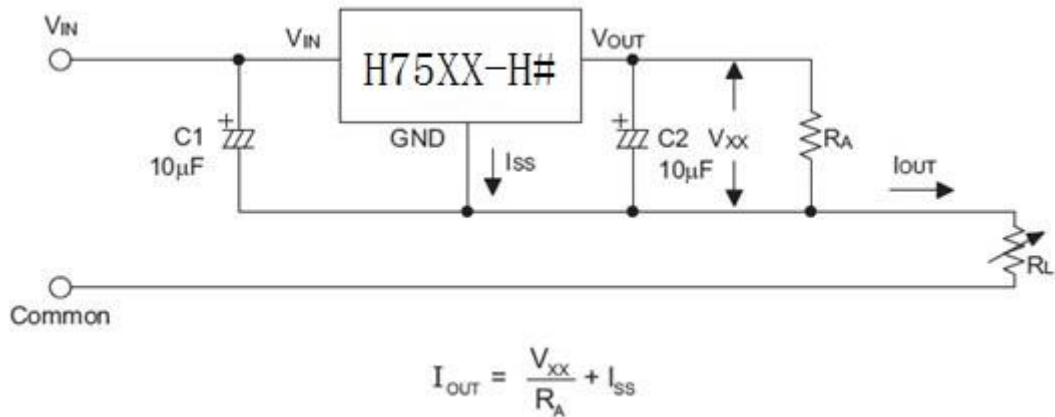 VIN
VIN
H75XX-H#
VOUT
GND
C1
10μF
ISS
C2
10μF
VXX
RA
IOUT
RL
Common
IOUT = VXX / RA + ISS